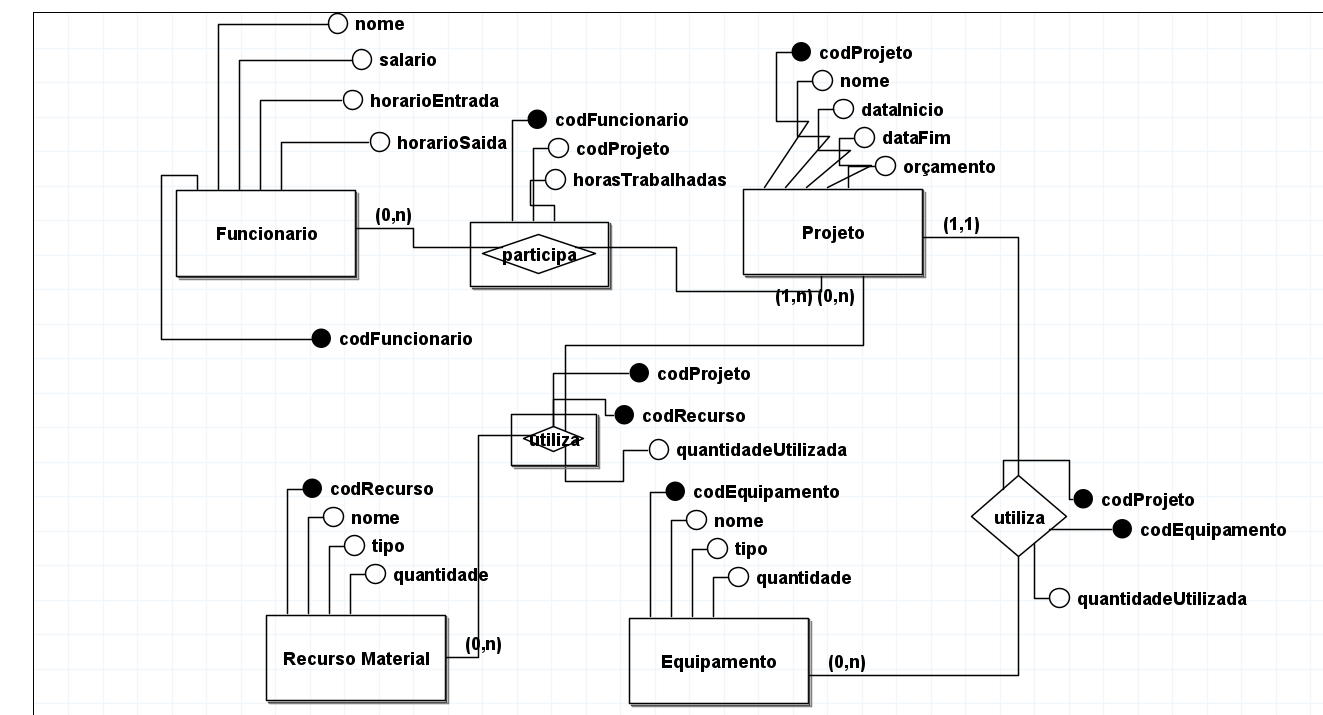 nome
salario
horarioEntrada
horarioSaida
Funcionario
(0,n)
codFuncionario
codFuncionario
codProjeto
horasTrabalhadas
participa
codProjeto
nome
dataInicio
dataFim
orçamento
Projeto
(1,1)
(1,n) (0,n)
codProjeto
codRecurso
utiliza
quantidadeUtilizada
codRecurso
nome
tipo
quantidade
Recurso Material
(0,n)
codEquipamento
nome
tipo
quantidade
Equipamento
(0,n)
utiliza
codProjeto
codEquipamento
quantidadeUtilizada